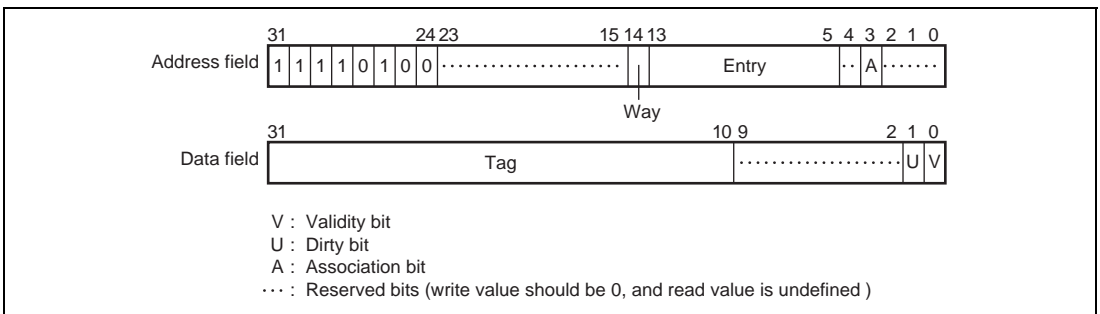 31 24 23 15 14 13 5 4 3 2 1 0
Address field 1 1 1 1 0 1 0 0 ······················ Entry ·· A ·······
Way
31 10 9 2 1 0
Data field Tag ···················· U V
V : Validity bit
U : Dirty bit
A : Association bit
··· : Reserved bits (write value should be 0, and read value is undefined )